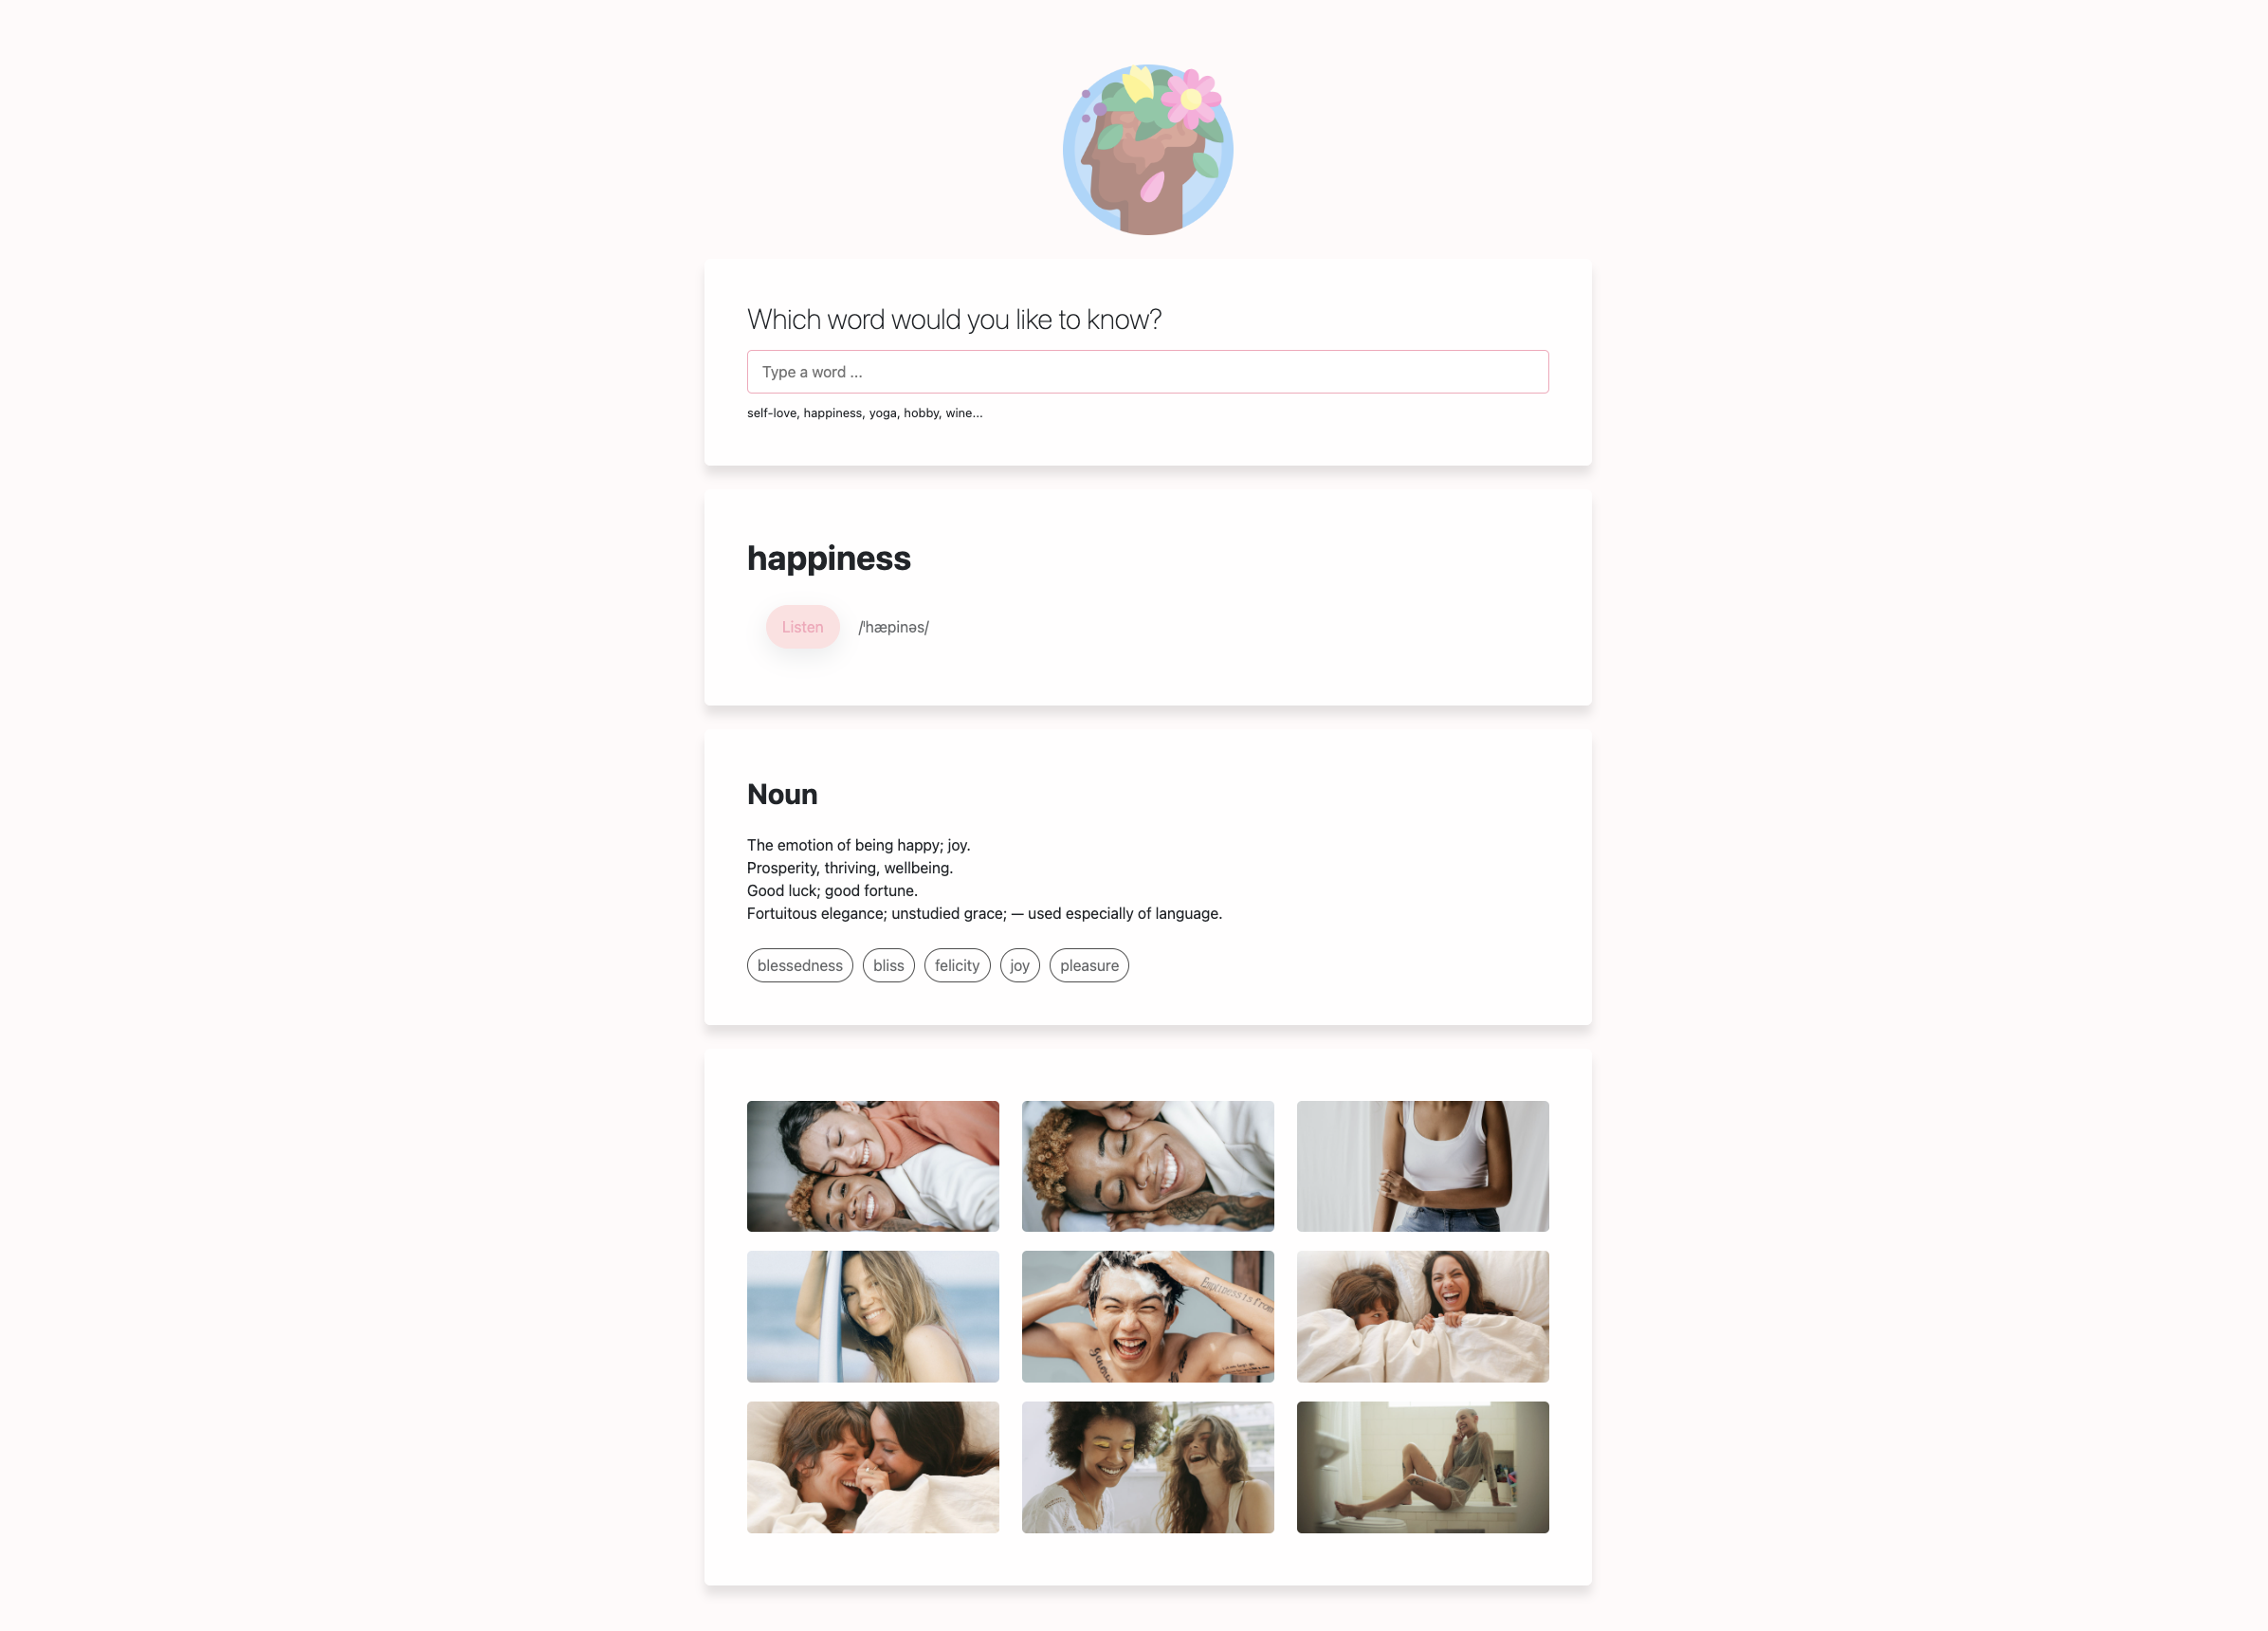 Which word would you like to know?
Type a word ...
self-love, happiness, yoga, hobby, wine...
happiness
Listen
/ˈhæpinəs/
Noun
The emotion of being happy; joy.
Prosperity, thriving, wellbeing.
Good luck; good fortune.
Fortuitous elegance; unstudied grace; — used especially of language.
blessedness bliss felicity joy pleasure